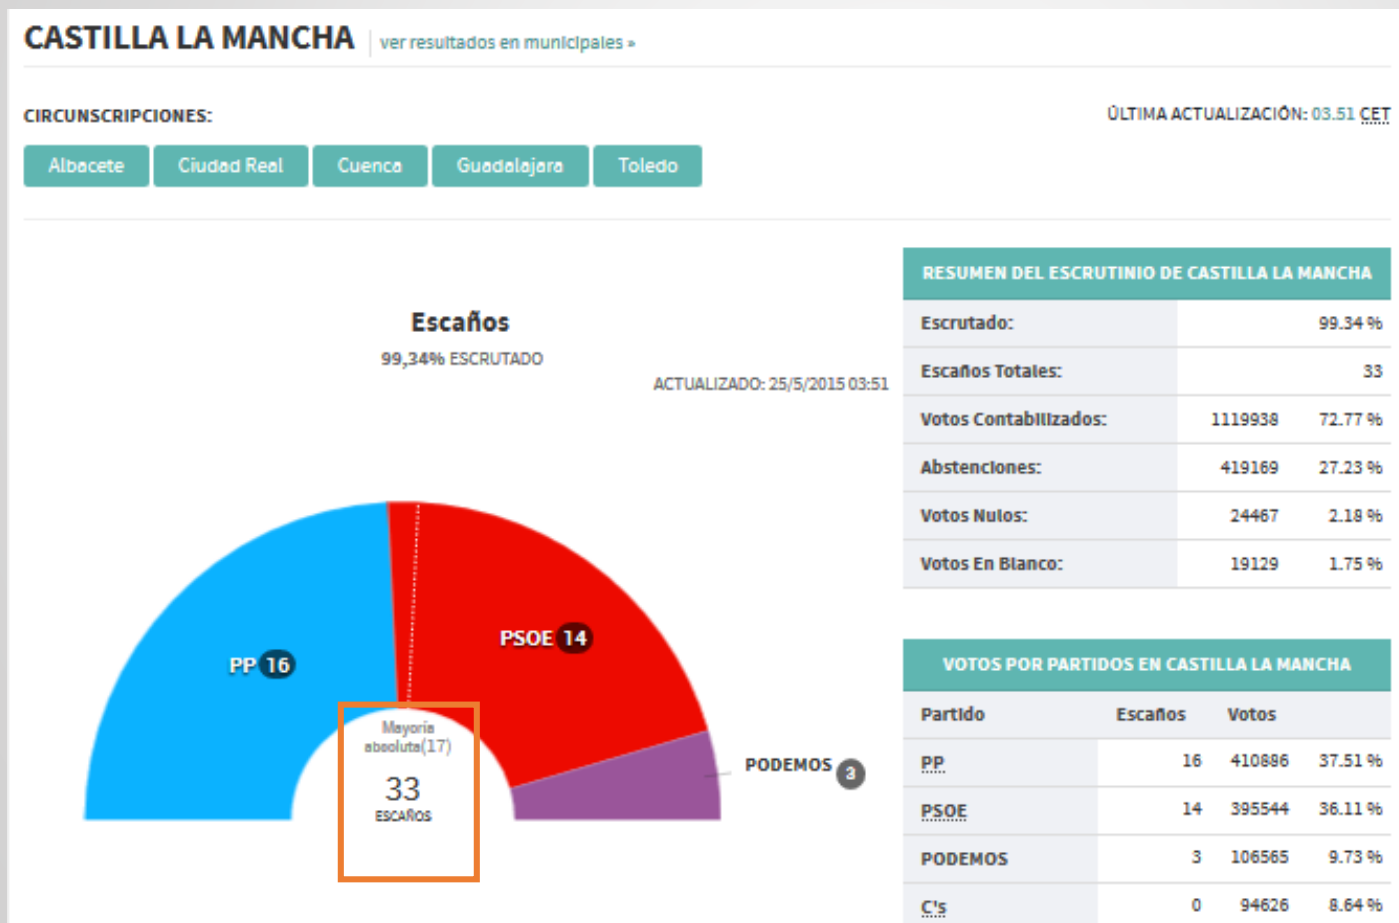 CASTILLA LA MANCHA ver resultados en municipales »
CIRCUNSCRIPCIONES:
ÚLTIMA ACTUALIZACIÓN: 03.51 CET
Albacete Ciudad Real Cuenca Guadalajara Toledo
Escaños
99,34% ESCRUTADO
ACTUALIZADO: 25/5/2015 03:51
PP 16
PSOE 14
PODEMOS 3
Mayoría
absoluta(17)
33
ESCAÑOS
RESUMEN DEL ESCRUTINIO DE CASTILLA LA MANCHA
Escrutado: 99.34 %
Escaños Totales: 33
Votos Contabilizados: 1119938 72.77 %
Abstenciones: 419169 27.23 %
Votos Nulos: 24467 2.18 %
Votos En Blanco: 19129 1.75 %
VOTOS POR PARTIDOS EN CASTILLA LA MANCHA
Partido Escaños Votos
PP 16 410886 37.51 %
PSOE 14 395544 36.11 %
PODEMOS 3 106565 9.73 %
C's 0 94626 8.64 %